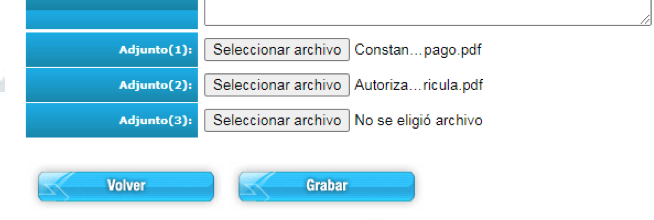 Adjunto(1): Seleccionar archivo Constan...pago.pdf
Adjunto(2): Seleccionar archivo Autoriza...ricula.pdf
Adjunto(3): Seleccionar archivo No se eligió archivo
Volver Grabar